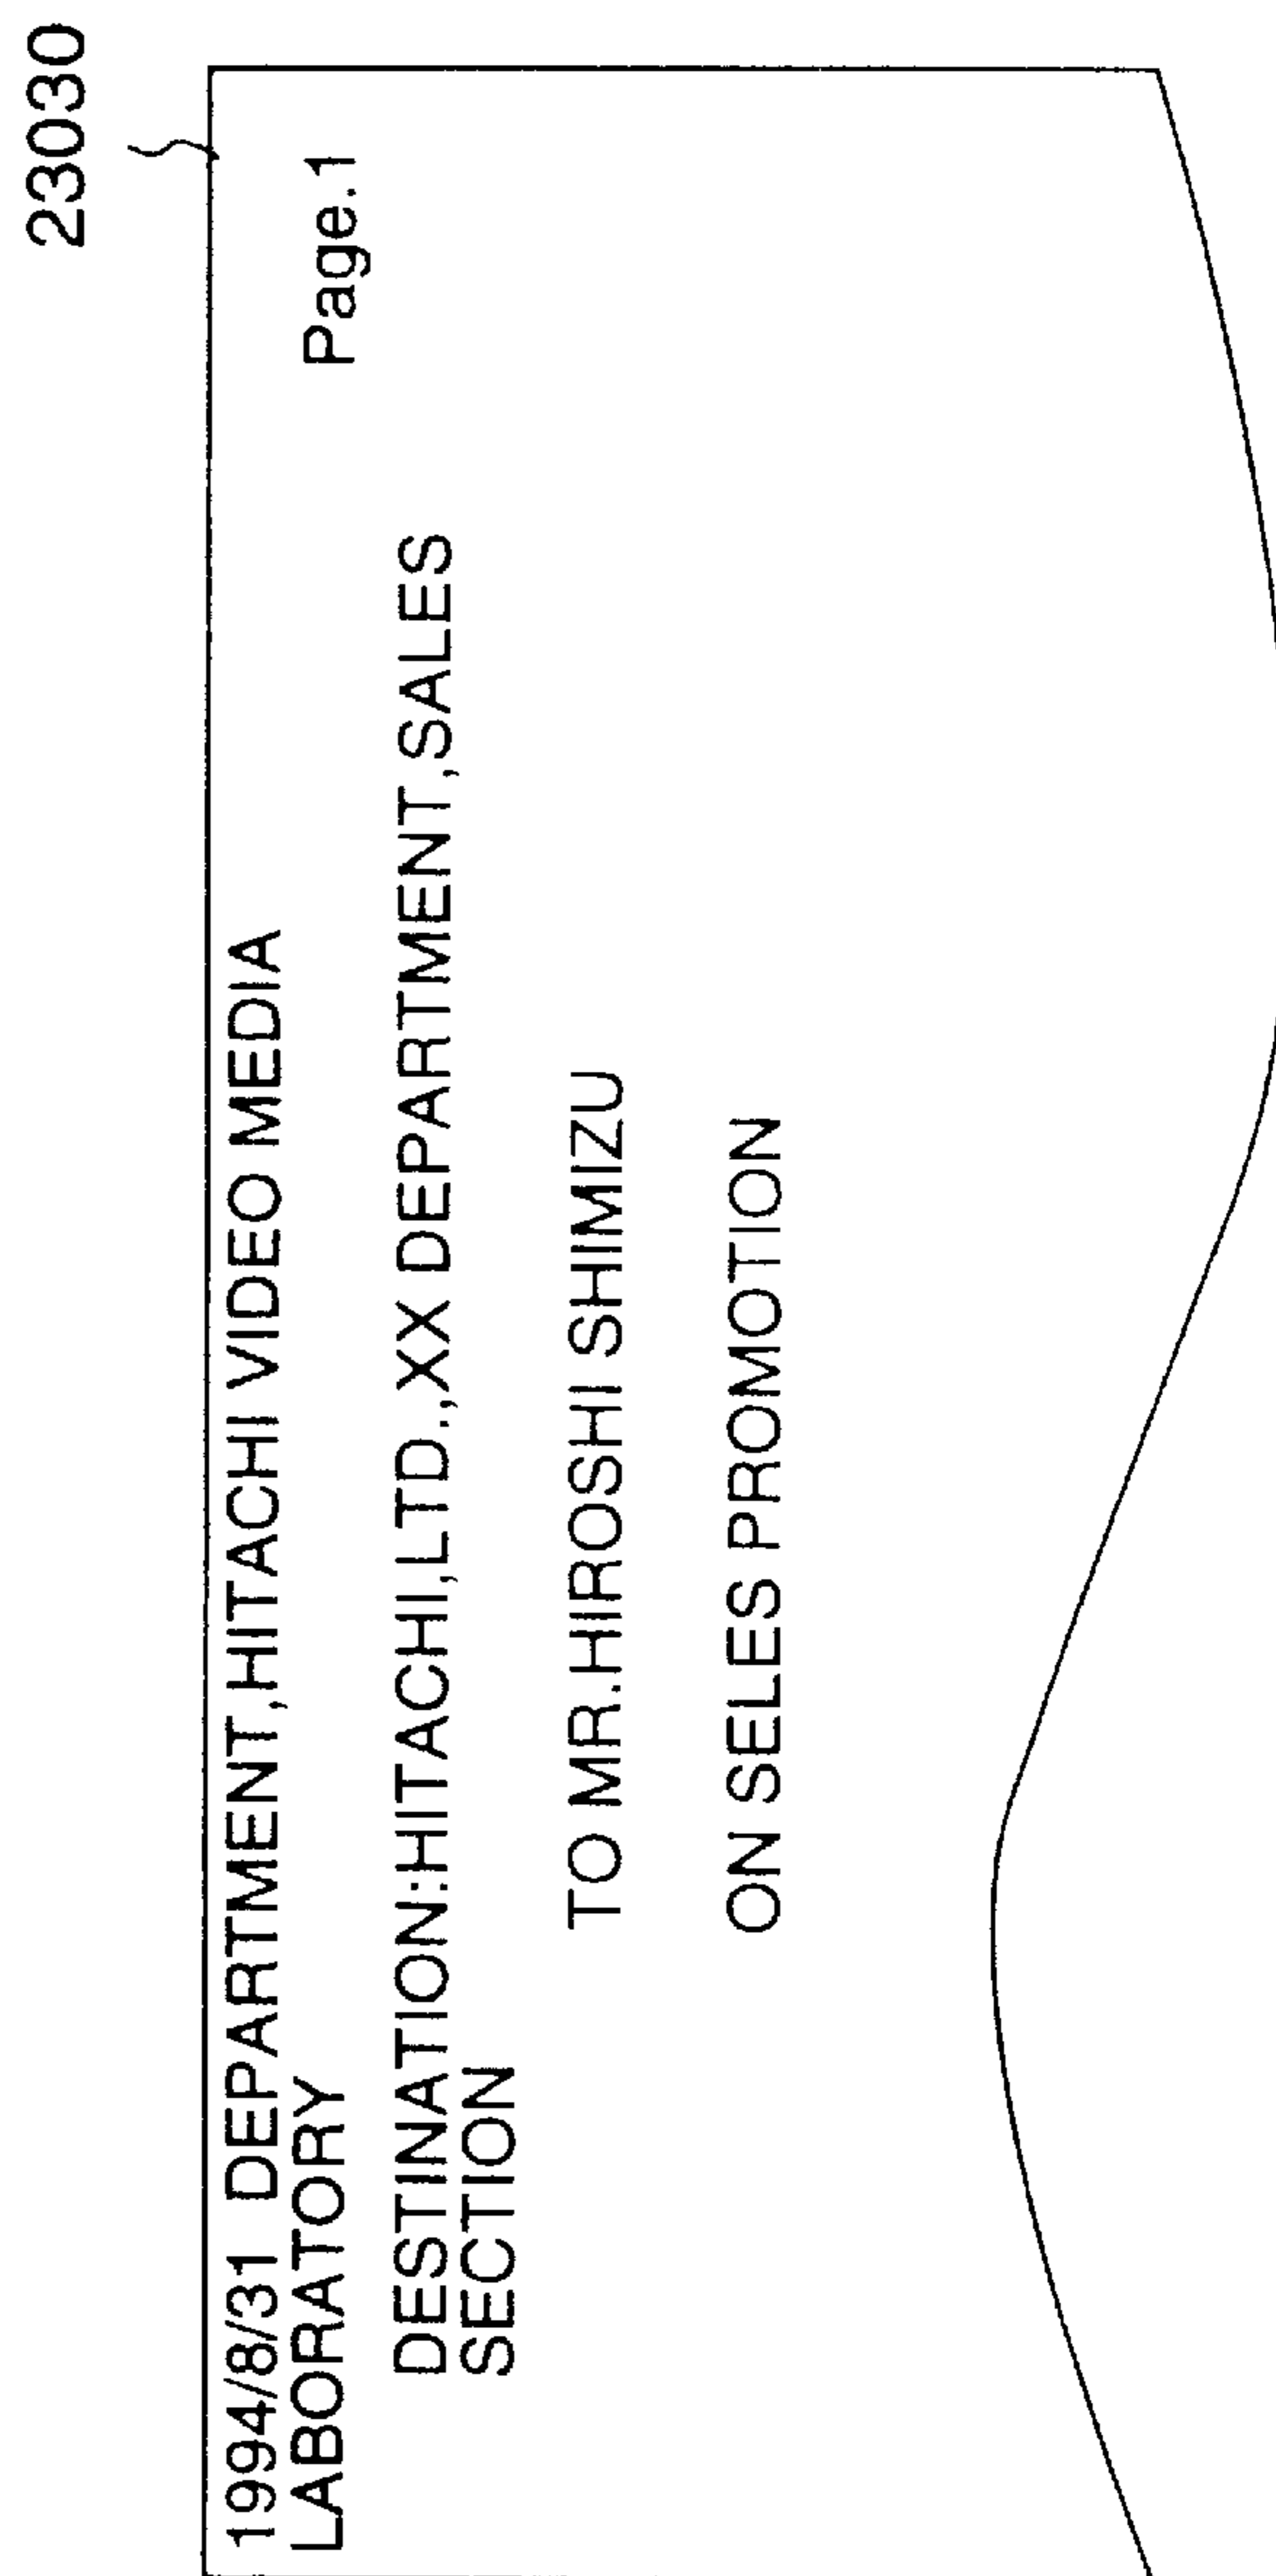 23030
1994/8/31 DEPARTMENT,HITACHI VIDEO MEDIA
LABORATORY
Page.1
DESTINATION:HITACHI,LTD.,XX DEPARTMENT,SALES
SECTION
TO MR.HIROSHI SHIMIZU
ON SELES PROMOTION